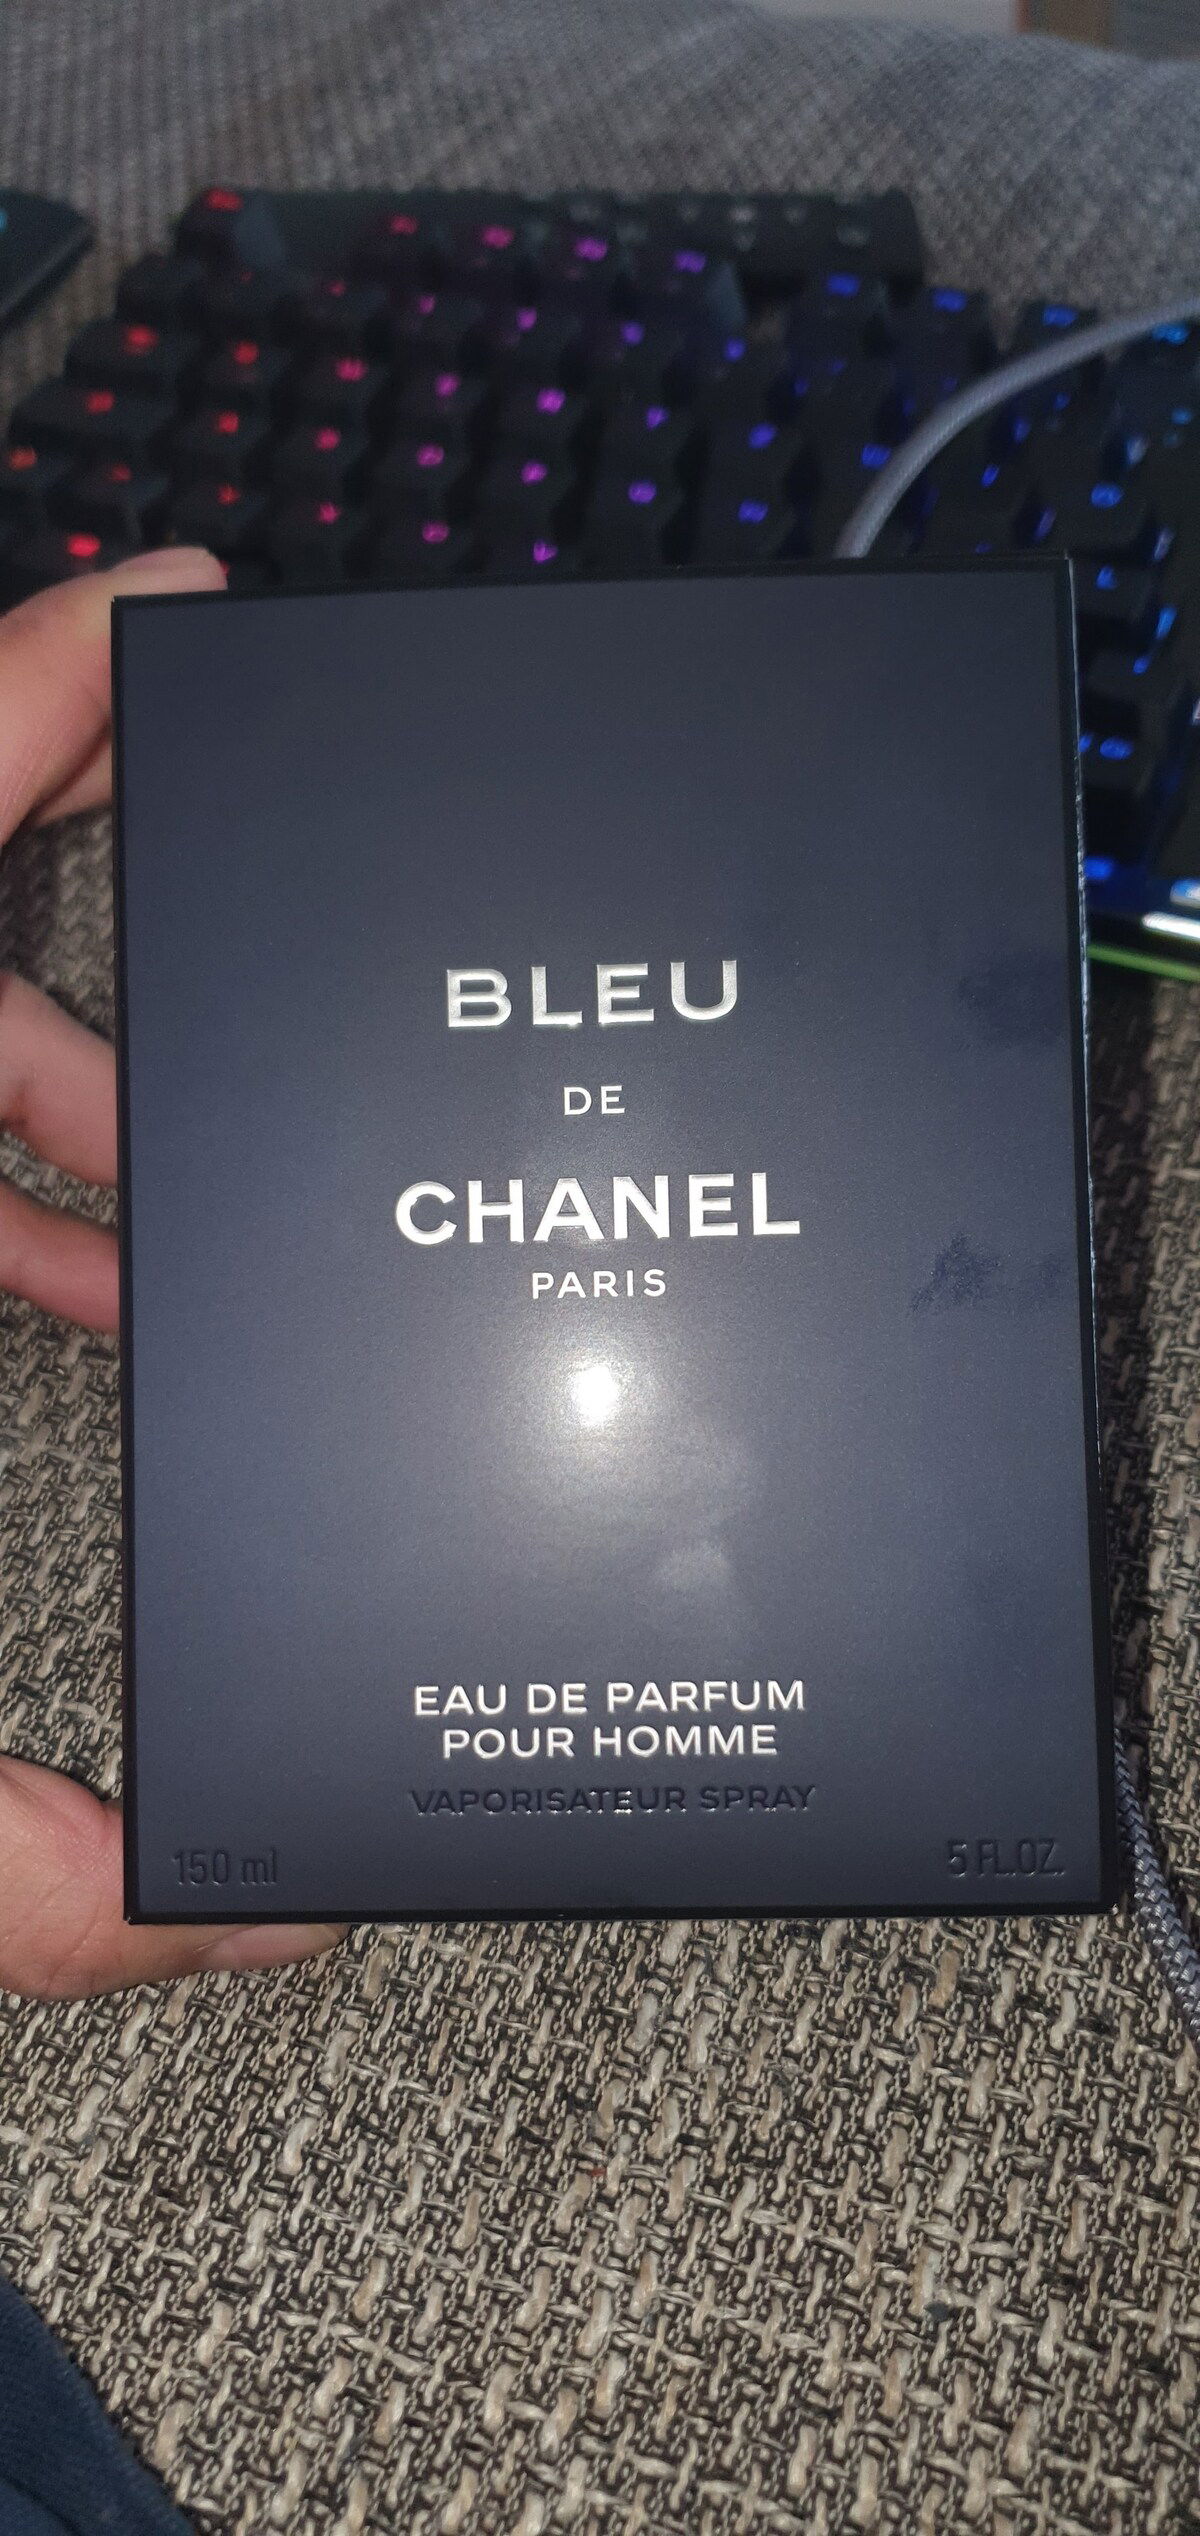 BLEU
DE
CHANEL
PARIS
EAU DE PARFUM
POUR HOMME
VAPORISATEUR SPRAY
150 ml
5 FL.OZ.